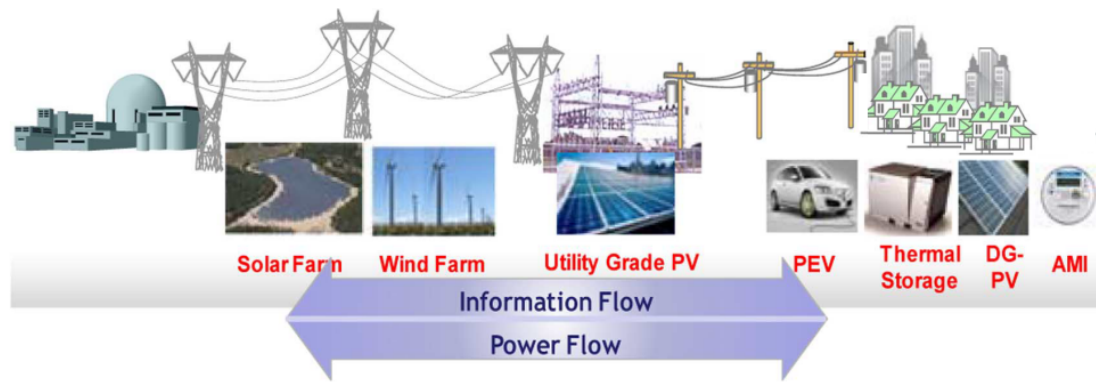 Solar Farm
Wind Farm
Utility Grade PV
PEV
Thermal
Storage
DG-
PV
AMI
Information Flow
Power Flow